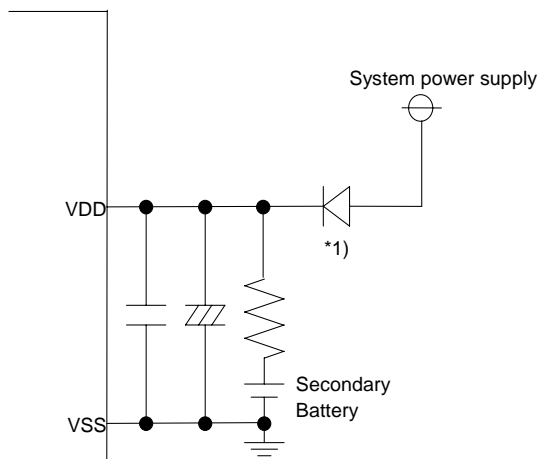 System power supply
VDD
*1)
Secondary
Battery
VSS